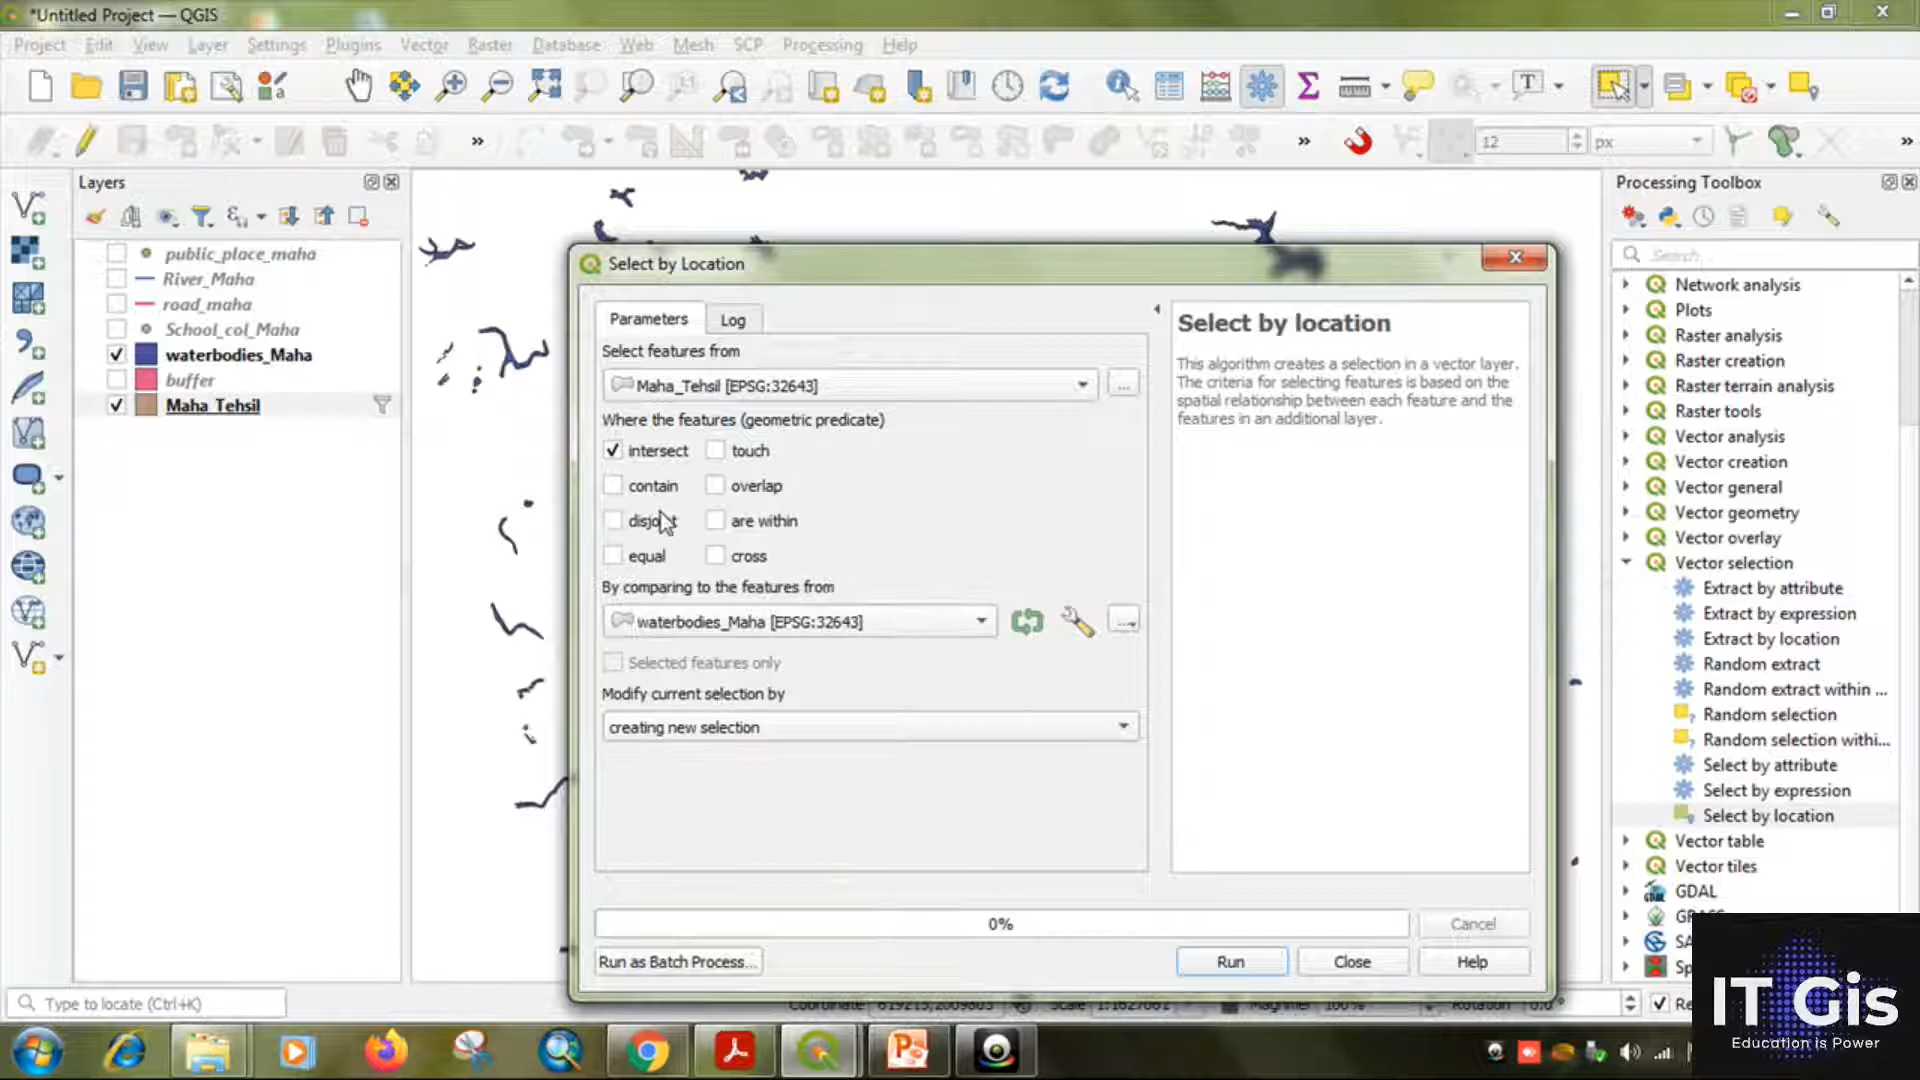 *Untitled Project — QGIS
Project Edit View Layer Settings Plugins Vector Raster Database Web Mesh SCP Processing Help
12 px
Layers
public_place_maha
River_Maha
road_maha
School_col_Maha
waterbodies_Maha
buffer
Maha_Tehsil
Select by Location
Parameters Log
Select features from
Maha_Tehsil [EPSG:32643]
Where the features (geometric predicate)
intersect touch
contain overlap
disjoint are within
equal cross
By comparing to the features from
waterbodies_Maha [EPSG:32643]
Selected features only
Modify current selection by
creating new selection
0%
Cancel
Run as Batch Process...
Run Close Help
Select by location
This algorithm creates a selection in a vector layer.
The criteria for selecting features is based on the
spatial relationship between each feature and the
features in an additional layer.
Processing Toolbox
Search...
Network analysis
Plots
Raster analysis
Raster creation
Raster terrain analysis
Raster tools
Vector analysis
Vector creation
Vector general
Vector geometry
Vector overlay
Vector selection
Extract by attribute
Extract by expression
Extract by location
Random extract
Random extract within ...
Random selection
Random selection withi...
Select by attribute
Select by expression
Select by location
Vector table
Vector tiles
GDAL
Type to locate (Ctrl+K)
Coordinate Scale Magnifier 100% Rotation 0.0°
IT Gis
Education is Power